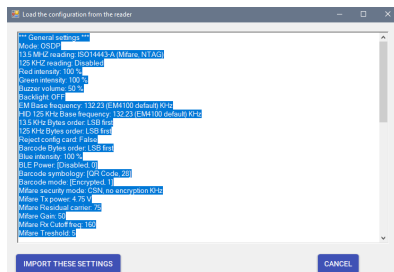 Load the configuration from the reader
*** General settings ***
Mode: OSDP
13.5 MHZ reading: ISO14443-A (Mifare, NTAG)
125 KHZ reading: Disabled
Red intensity: 100 %
Green intensity: 100 %
Buzzer volume: 50 %
Backlight: OFF
EM Base frequency: 132.23 (EM4100 default) KHz
HID 125 KHz Base frequency: 132.23 (EM4100 default) KHz
13.5 KHz Bytes order: LSB first
125 KHz Bytes order: LSB first
Reject config card: False
Barcode Bytes order: LSB first
Blue intensity: 100 %
BLE Power: [Disabled, 0]
Barcode symbology: [QR Code, 28]
Barcode mode: [Encrypted, 1]
Mifare security mode: CSN, no encryption KHz
Mifare Tx power: 4.75 V
Mifare Residual carrier: 75
Mifare Gain: 50
Mifare Rx Cutoff freq: 160
Mifare Treshold: 5
IMPORT THESE SETTINGS
CANCEL